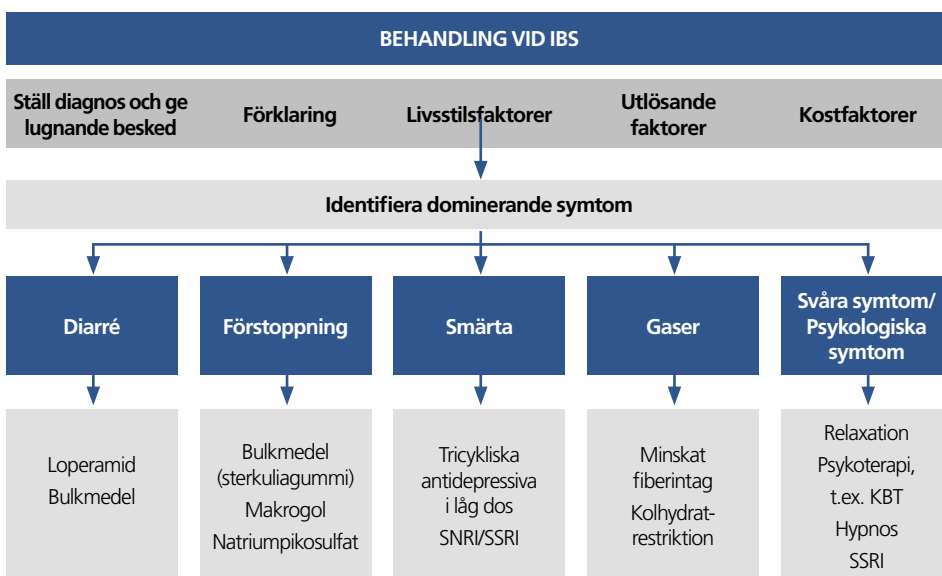 BEHANDLING VID IBS
Ställ diagnos och ge
lugnande besked
Förklaring
Livsstilsfaktorer
Utlösande
faktorer
Kostfaktorer
Identifiera dominerande symtom
Diarré
Förstoppning
Smärta
Gaser
Svåra symtom/
Psykologiska
symtom
Loperamid
Bulkmedel
Bulkmedel
(sterkuliagummi)
Makrogol
Natriumpikosulfat
Tricykliska
antidepressiva
i låg dos
SNRI/SSRI
Minskat
fiberintag
Kolhydrat-
restriktion
Relaxation
Psykoterapi,
t.ex. KBT
Hypnos
SSRI